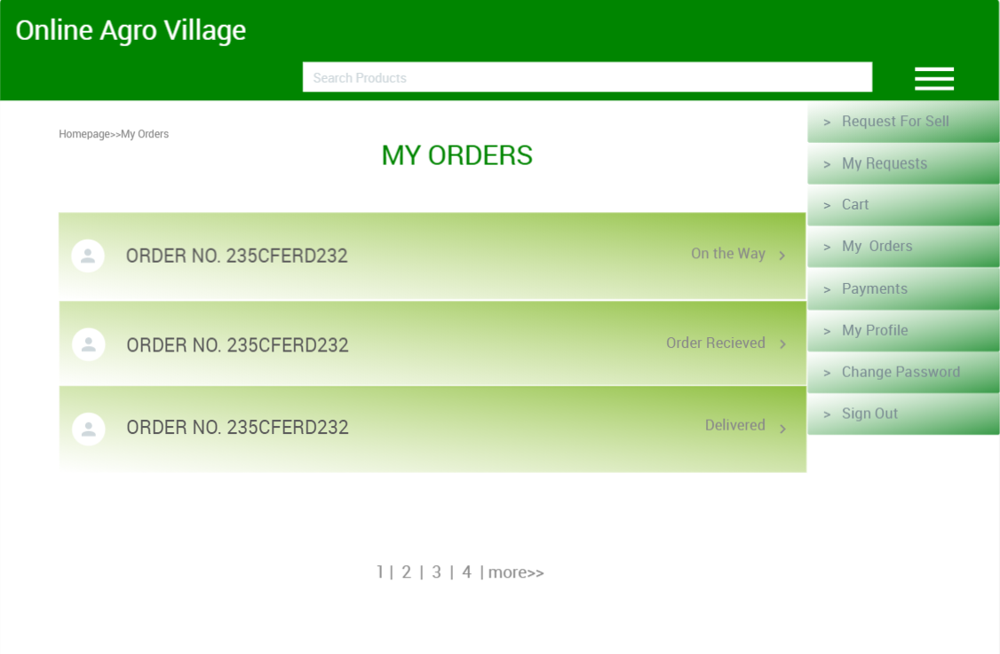 Online Agro Village
Search Products
Homepage>>My Orders
MY ORDERS
> Request For Sell
> My Requests
> Cart
> My  Orders
> Payments
> My Profile
> Change Password
> Sign Out
ORDER NO. 235CFERD232 On the Way >
ORDER NO. 235CFERD232 Order Recieved >
ORDER NO. 235CFERD232 Delivered >
1 | 2 | 3 | 4 | more>>